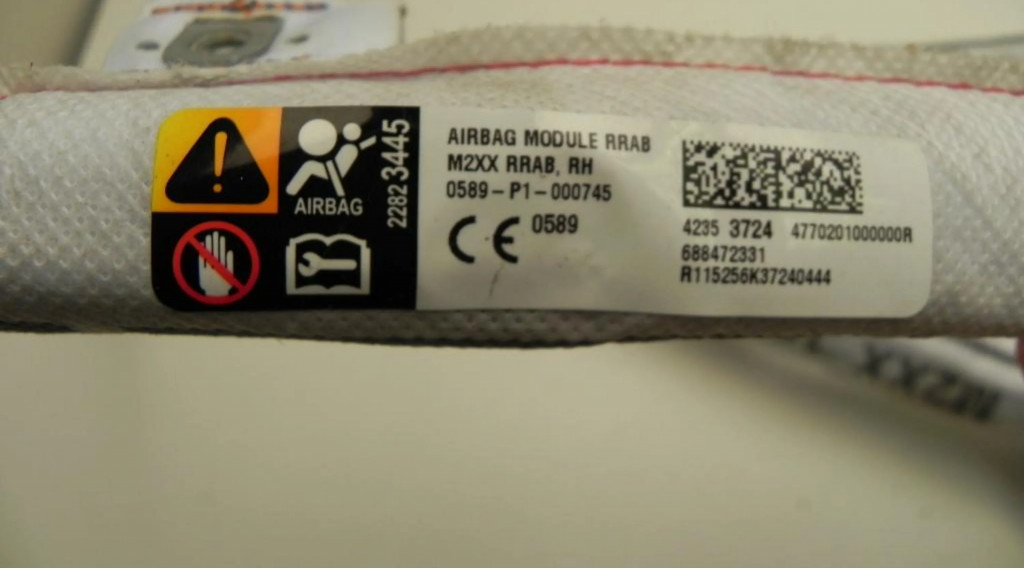 AIRBAG
2282 3445
AIRBAG MODULE RRAB
M2XX RRAB, RH
0589-P1-000745
CE 0589
4235 3724 4770201000000R
688472331
R115256K37240444
M2XX